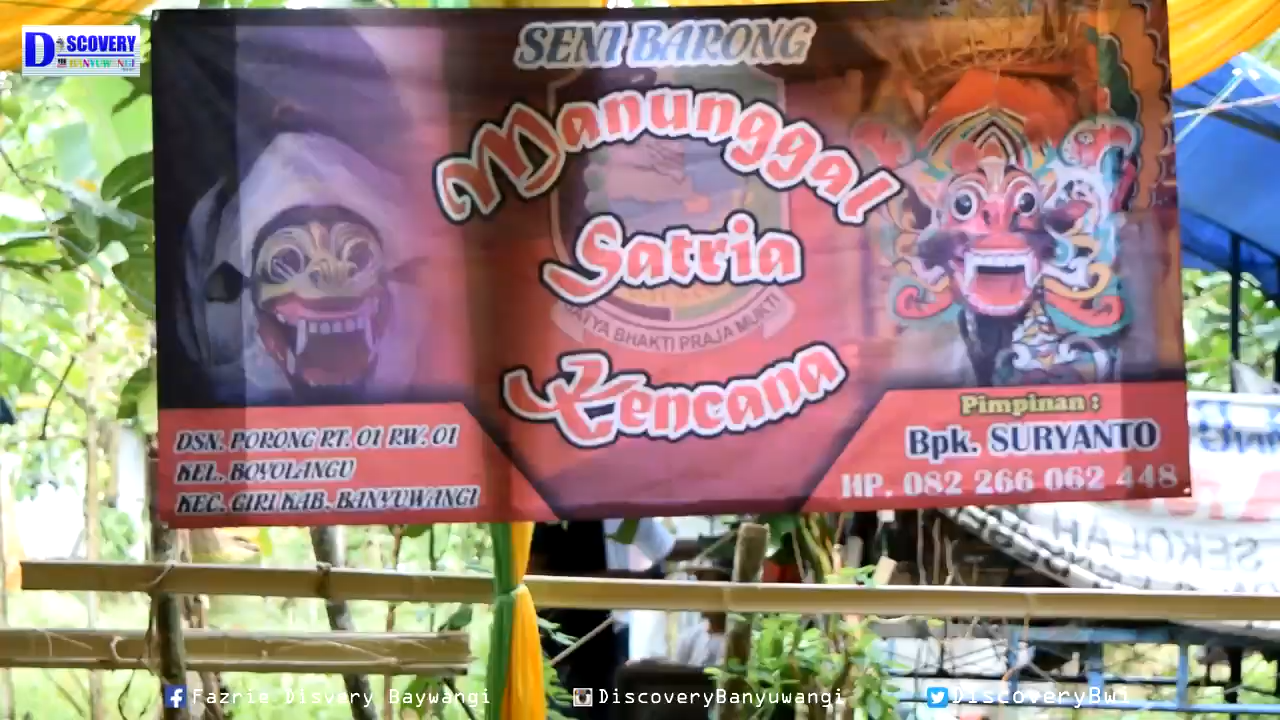 DISCOVERY
BANYUWANGI
SENI BARONG
Manunggal
Satria
Kencana
SATYA BHAKTI PRAJA MUKTI
DSN. PORONG RT. 01 RW. 01
KEL. BOYOLANGU
KEC. GIRI KAB. BANYUWANGI
Pimpinan :
Bpk. SURYANTO
HP. 082 266 062 448
SEKOLAH
Fazrie Disvery Baywangi
DiscoveryBanyuwangi
DiscoveryBwi